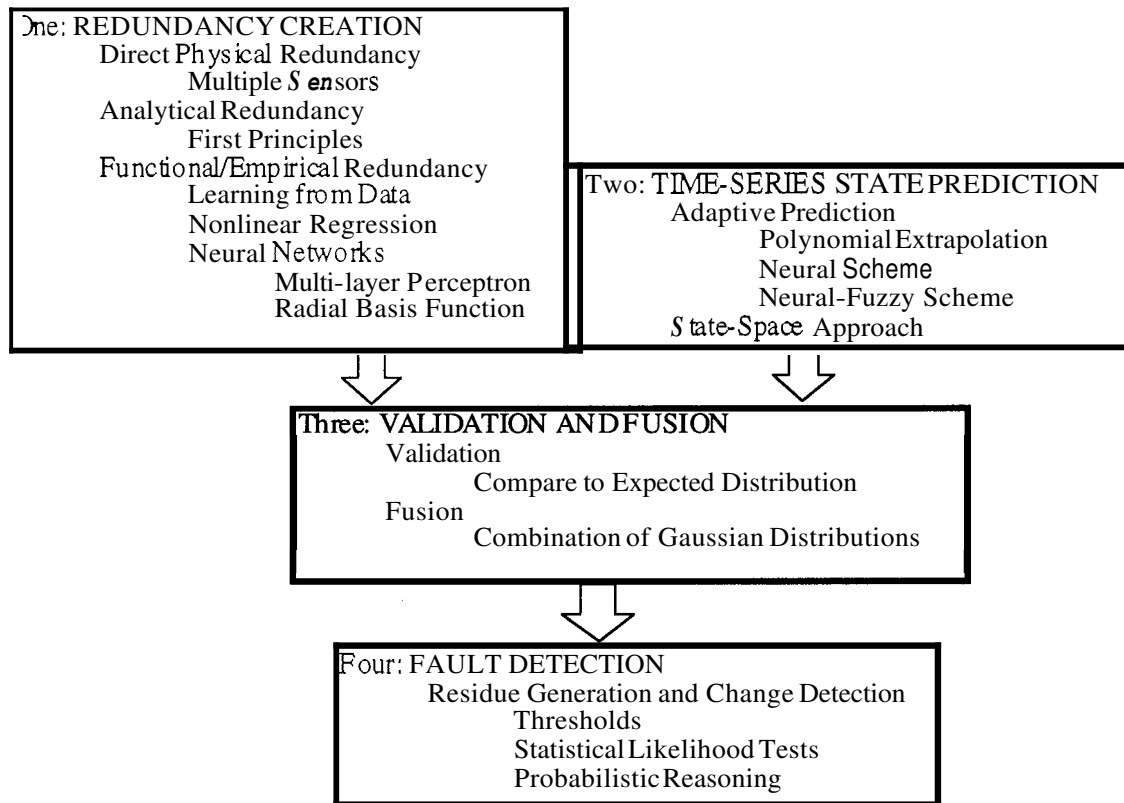 One: REDUNDANCY CREATION
Direct Physical Redundancy
Multiple Sensors
Analytical Redundancy
First Principles
Functional/Empirical Redundancy
Learning from Data
Nonlinear Regression
Neural Networks
Multi-layer Perceptron
Radial Basis Function
Two: TIME-SERIES STATE PREDICTION
Adaptive Prediction
Polynomial Extrapolation
Neural Scheme
Neural-Fuzzy Scheme
State-Space Approach
Three: VALIDATION AND FUSION
Validation
Compare to Expected Distribution
Fusion
Combination of Gaussian Distributions
Four: FAULT DETECTION
Residue Generation and Change Detection
Thresholds
Statistical Likelihood Tests
Probabilistic Reasoning